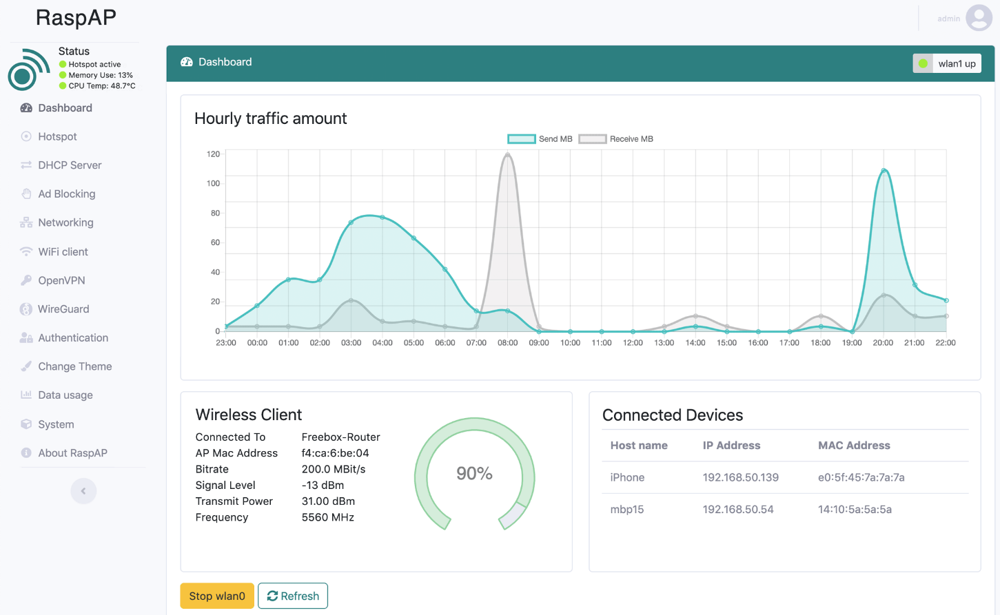 RaspAP
admin
Status
Hotspot active
Memory Use: 13%
CPU Temp: 48.7°C
Dashboard
Hotspot
DHCP Server
Ad Blocking
Networking
WiFi client
OpenVPN
WireGuard
Authentication
Change Theme
Data usage
System
About RaspAP
Dashboard
wlan1 up
Hourly traffic amount
Send MB Receive MB
120
100
80
60
40
20
0
23:00 00:00 01:00 02:00 03:00 04:00 05:00 06:00 07:00 08:00 09:00 10:00 11:00 12:00 13:00 14:00 15:00 16:00 17:00 18:00 19:00 20:00 21:00 22:00
Wireless Client
Connected To Freebox-Router
AP Mac Address f4:ca:6:be:04
Bitrate 200.0 MBit/s
Signal Level -13 dBm
Transmit Power 31.00 dBm
Frequency 5560 MHz
90%
Connected Devices
Host name IP Address MAC Address
iPhone 192.168.50.139 e0:5f:45:7a:7a:7a
mbp15 192.168.50.54 14:10:5a:5a:5a
Stop wlan0 Refresh